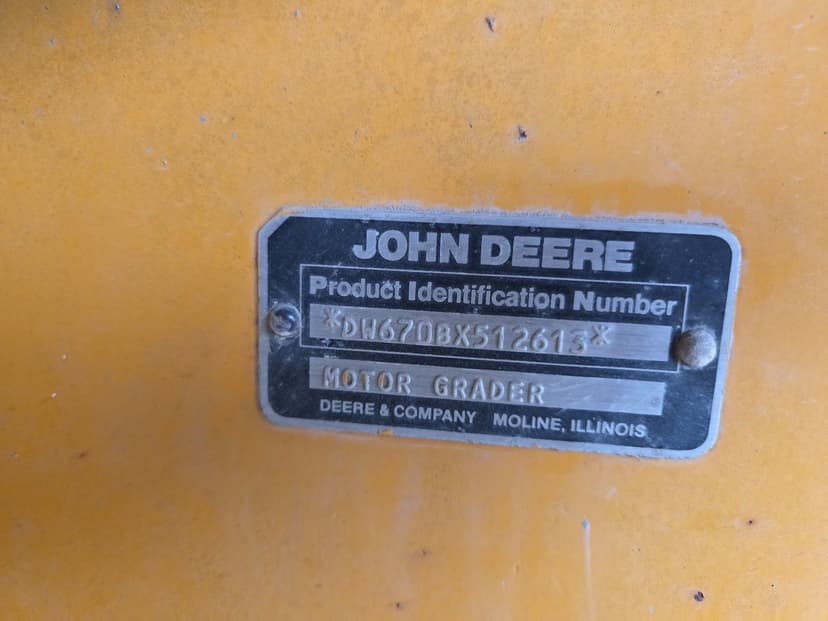 JOHN DEERE
Product Identification Number
*DW670BX512613*
MOTOR GRADER
DEERE & COMPANY MOLINE, ILLINOIS